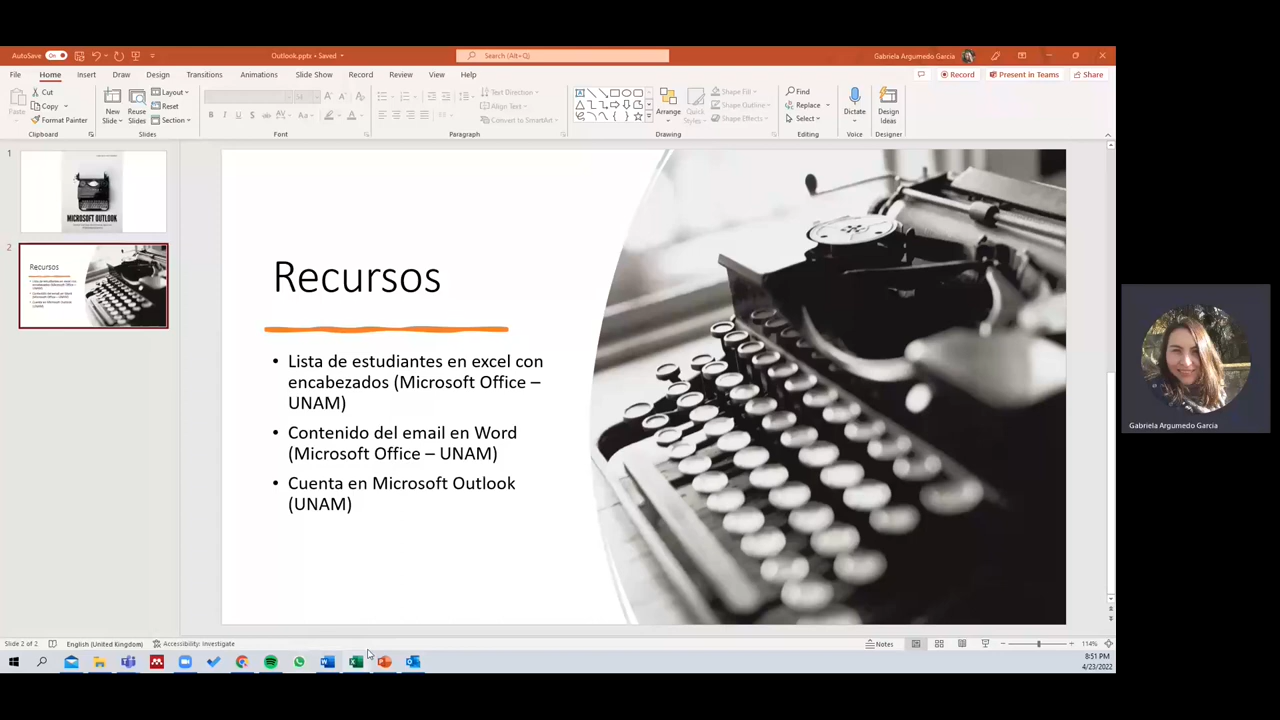 AutoSave On
Outlook.pptx • Saved
Search (Alt+Q)
Gabriela Argumedo Garcia
File Home Insert Draw Design Transitions Animations Slide Show Record Review View Help
Record Present in Teams Share
Paste
Cut
Copy
Format Painter
Clipboard
New Slide
Reuse Slides
Layout
Reset
Section
Slides
Font
Text Direction
Align Text
Convert to SmartArt
Paragraph
Arrange
Quick Styles
Shape Fill
Shape Outline
Shape Effects
Drawing
Find
Replace
Select
Editing
Dictate
Voice
Design Ideas
Designer
1
MICROSOFT OUTLOOK
2
Recursos
Recursos
• Lista de estudiantes en excel con
encabezados (Microsoft Office –
UNAM)
• Contenido del email en Word
(Microsoft Office – UNAM)
• Cuenta en Microsoft Outlook
(UNAM)
Gabriela Argumedo Garcia
Slide 2 of 2 English (United Kingdom) Accessibility: Investigate
Notes
114%
8:51 PM
4/23/2022